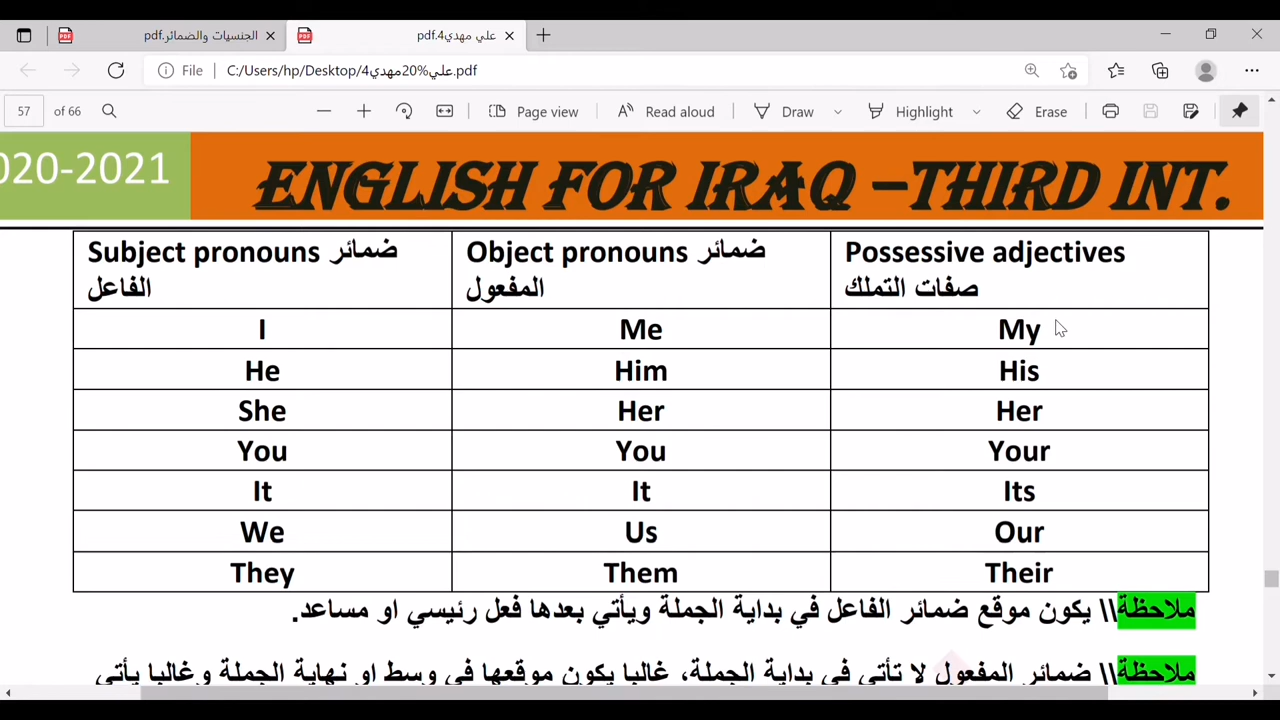 الجنسيات والضمائر.pdf
علي مهدي4.pdf
File C:/Users/hp/Desktop/علي%20مهدي4.pdf
57 of 66 Page view Read aloud Draw Highlight Erase
020-2021 ENGLISH FOR IRAQ –THIRD INT.
Subject pronouns ضمائر الفاعل
Object pronouns ضمائر المفعول
Possessive adjectives صفات التملك
I Me My
He Him His
She Her Her
You You Your
It It Its
We Us Our
They Them Their
ملاحظة\\ يكون موقع ضمائر الفاعل في بداية الجملة ويأتي بعدها فعل رئيسي او مساعد.
ملاحظة\\ ضمائر المفعول لا تأتي في بداية الجملة، غالبا يكون موقعها في وسط او نهاية الجملة وغالبا يأتي